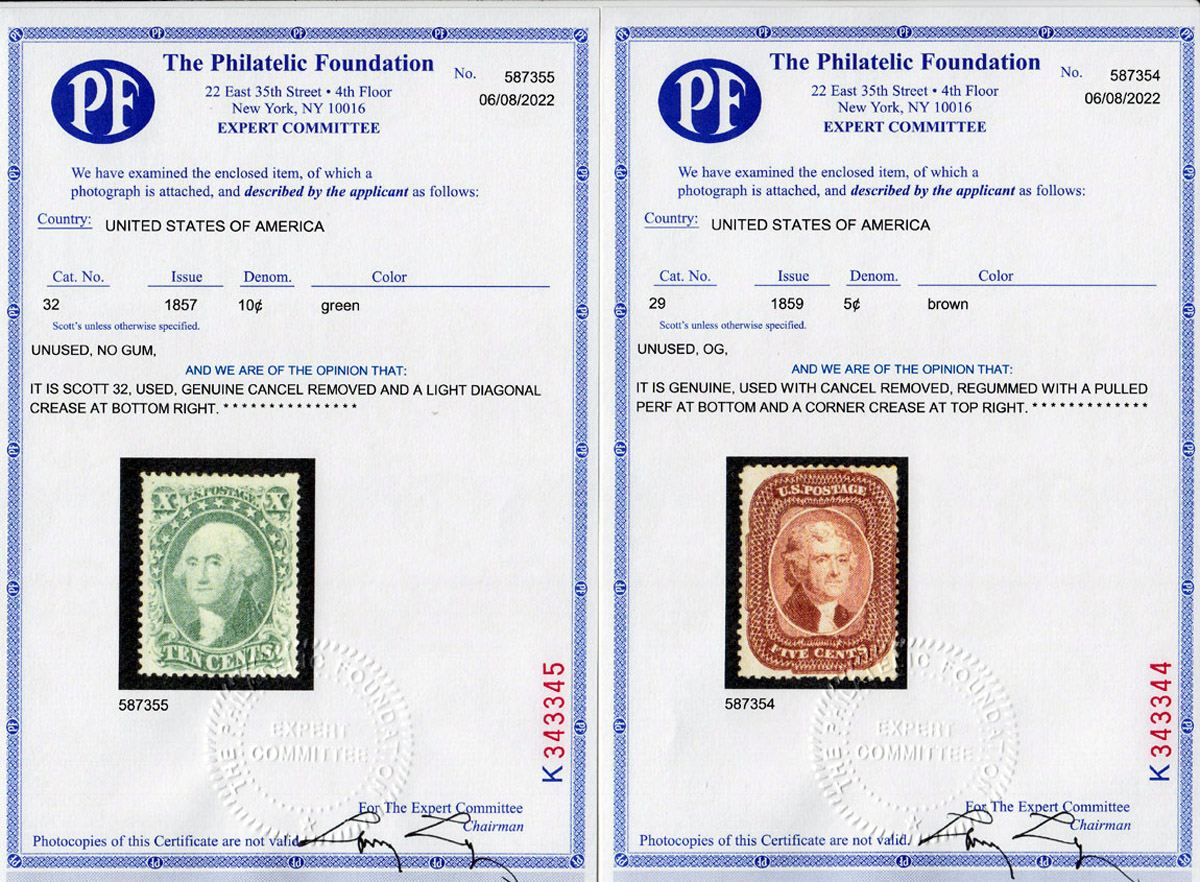 PF
The Philatelic Foundation
No. 587355
22 East 35th Street • 4th Floor
06/08/2022
New York, NY 10016
EXPERT COMMITTEE
We have examined the enclosed item, of which a
photograph is attached, and described by the applicant as follows:
Country: UNITED STATES OF AMERICA
Cat. No. Issue Denom. Color
32 1857 10¢ green
Scott's unless otherwise specified.
UNUSED, NO GUM,
AND WE ARE OF THE OPINION THAT:
IT IS SCOTT 32, USED, GENUINE CANCEL REMOVED AND A LIGHT DIAGONAL
CREASE AT BOTTOM RIGHT. * * * * * * * * * * * * * * *
X U.S. POSTAGE X
TEN CENTS
587355
THE PHILATELIC FOUNDATION
EXPERT
COMMITTEE
K 343345
For The Expert Committee
Chairman
Photocopies of this Certificate are not valid.
PF
The Philatelic Foundation
No. 587354
22 East 35th Street • 4th Floor
06/08/2022
New York, NY 10016
EXPERT COMMITTEE
We have examined the enclosed item, of which a
photograph is attached, and described by the applicant as follows:
Country: UNITED STATES OF AMERICA
Cat. No. Issue Denom. Color
29 1859 5¢ brown
Scott's unless otherwise specified.
UNUSED, OG,
AND WE ARE OF THE OPINION THAT:
IT IS GENUINE, USED WITH CANCEL REMOVED, REGUMMED WITH A PULLED
PERF AT BOTTOM AND A CORNER CREASE AT TOP RIGHT. * * * * * * * * * * * * *
U.S. POSTAGE
FIVE CENTS
587354
THE PHILATELIC FOUNDATION
EXPERT
COMMITTEE
K 343344
For The Expert Committee
Chairman
Photocopies of this Certificate are not valid.